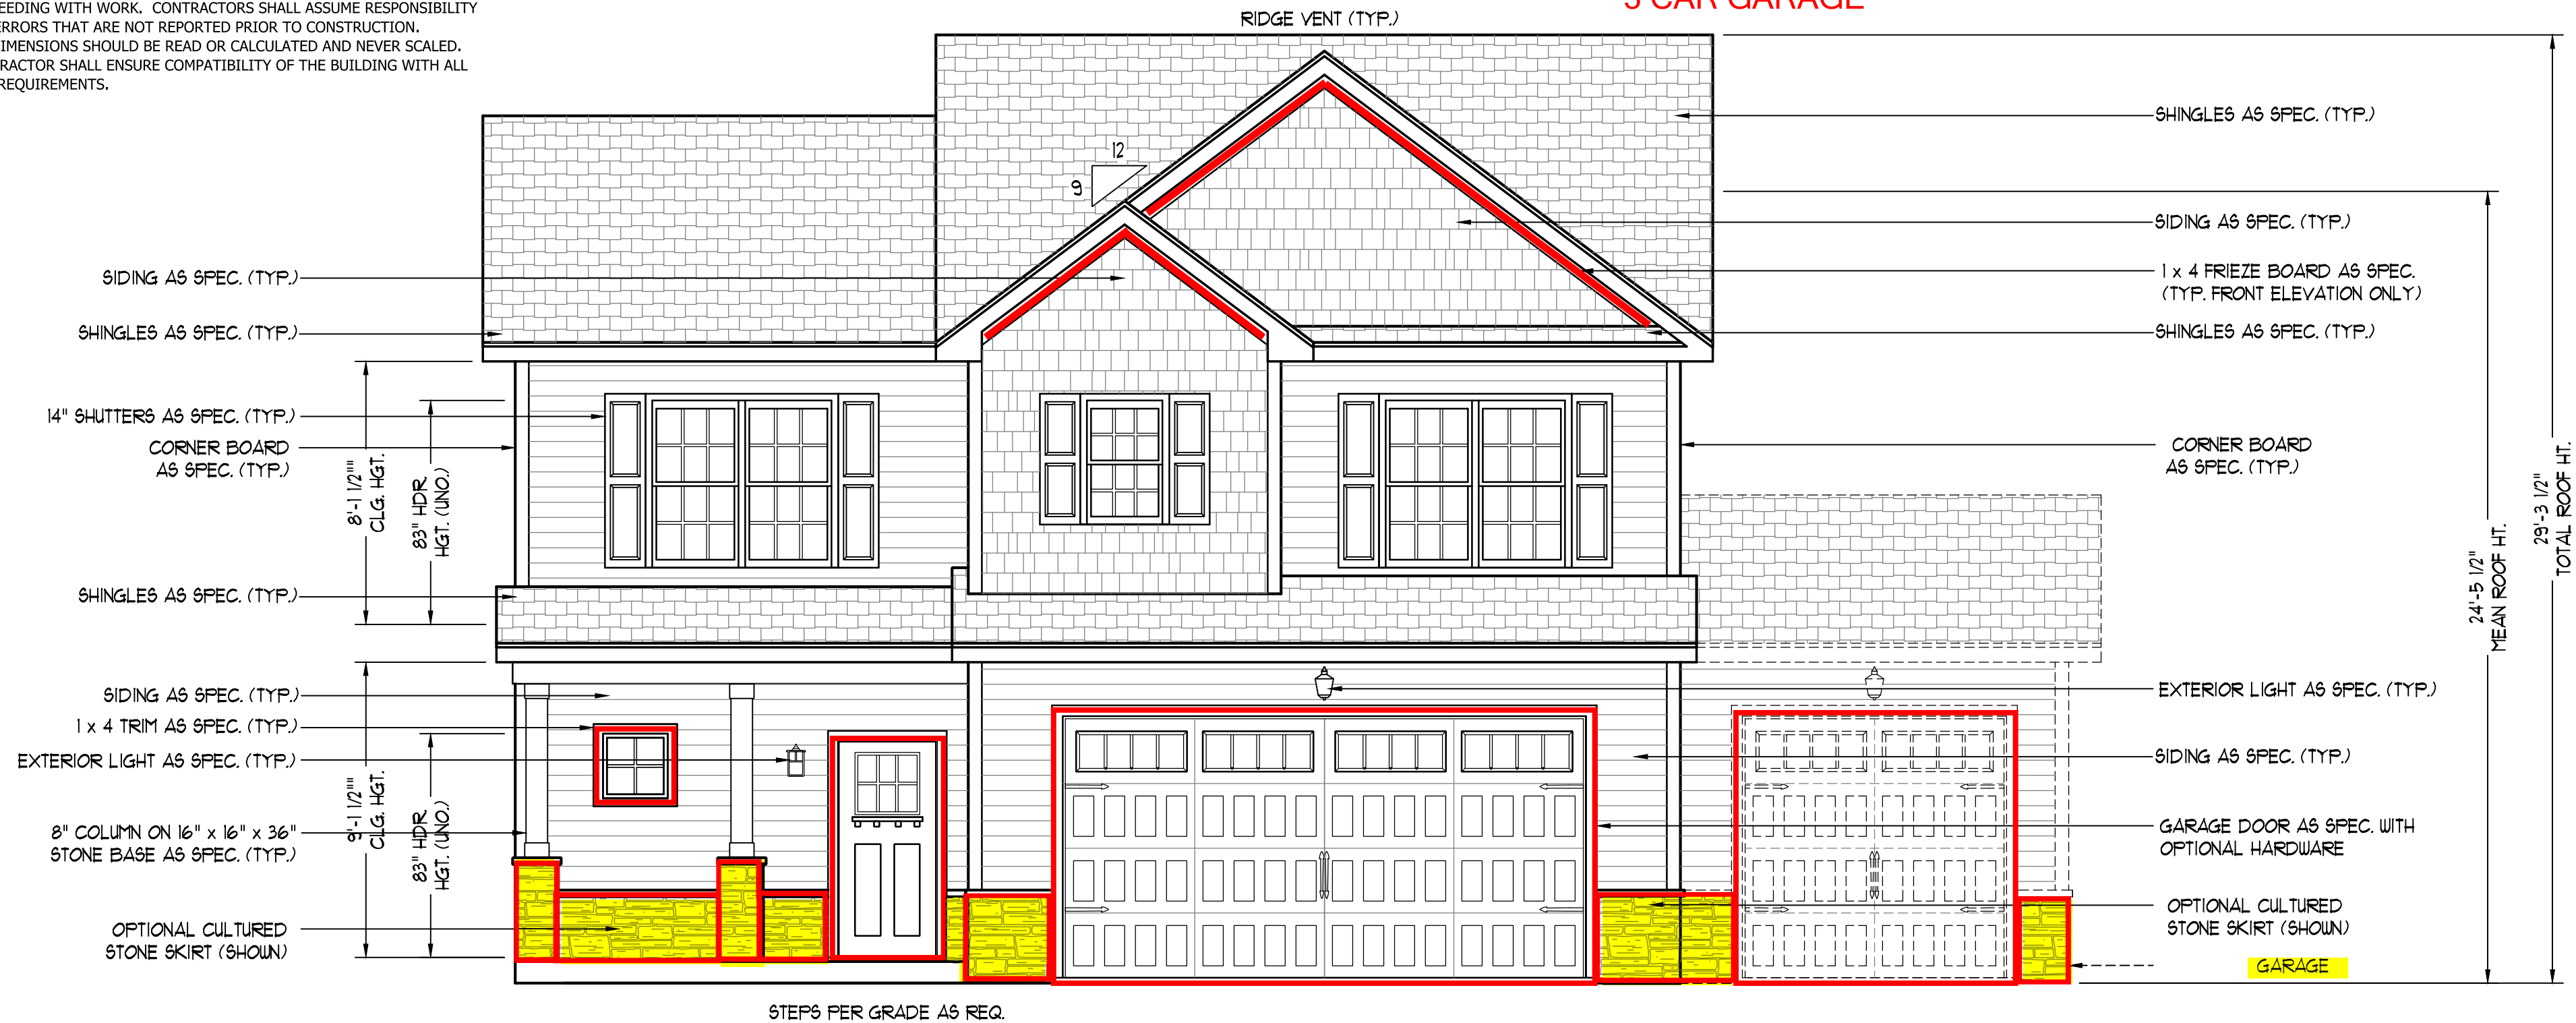 EEDING WITH WORK.  CONTRACTORS SHALL ASSUME RESPONSIBILITY
ERRORS THAT ARE NOT REPORTED PRIOR TO CONSTRUCTION.
IMENSIONS SHOULD BE READ OR CALCULATED AND NEVER SCALED.
RACTOR SHALL ENSURE COMPATIBILITY OF THE BUILDING WITH ALL
REQUIREMENTS.
3 CAR GARAGE
RIDGE VENT (TYP.)
12
9
SIDING AS SPEC. (TYP.)
SHINGLES AS SPEC. (TYP.)
14" SHUTTERS AS SPEC. (TYP.)
CORNER BOARD
AS SPEC. (TYP.)
8'-1 1/2"
CLG. HGT.
83" HDR.
HGT. (UNO.)
SHINGLES AS SPEC. (TYP.)
SIDING AS SPEC. (TYP.)
1 x 4 TRIM AS SPEC. (TYP.)
EXTERIOR LIGHT AS SPEC. (TYP.)
8" COLUMN ON 16" x 16" x 36"
STONE BASE AS SPEC. (TYP.)
9'-1 1/2"
CLG. HGT.
83" HDR.
HGT. (UNO.)
OPTIONAL CULTURED
STONE SKIRT (SHOWN)
STEPS PER GRADE AS REQ.
SHINGLES AS SPEC. (TYP.)
SIDING AS SPEC. (TYP.)
1 x 4 FRIEZE BOARD AS SPEC.
(TYP. FRONT ELEVATION ONLY)
SHINGLES AS SPEC. (TYP.)
CORNER BOARD
AS SPEC. (TYP.)
EXTERIOR LIGHT AS SPEC. (TYP.)
SIDING AS SPEC. (TYP.)
GARAGE DOOR AS SPEC. WITH
OPTIONAL HARDWARE
OPTIONAL CULTURED
STONE SKIRT (SHOWN)
GARAGE
24'-5 1/2"
MEAN ROOF HT.
29'-3 1/2"
TOTAL ROOF HT.